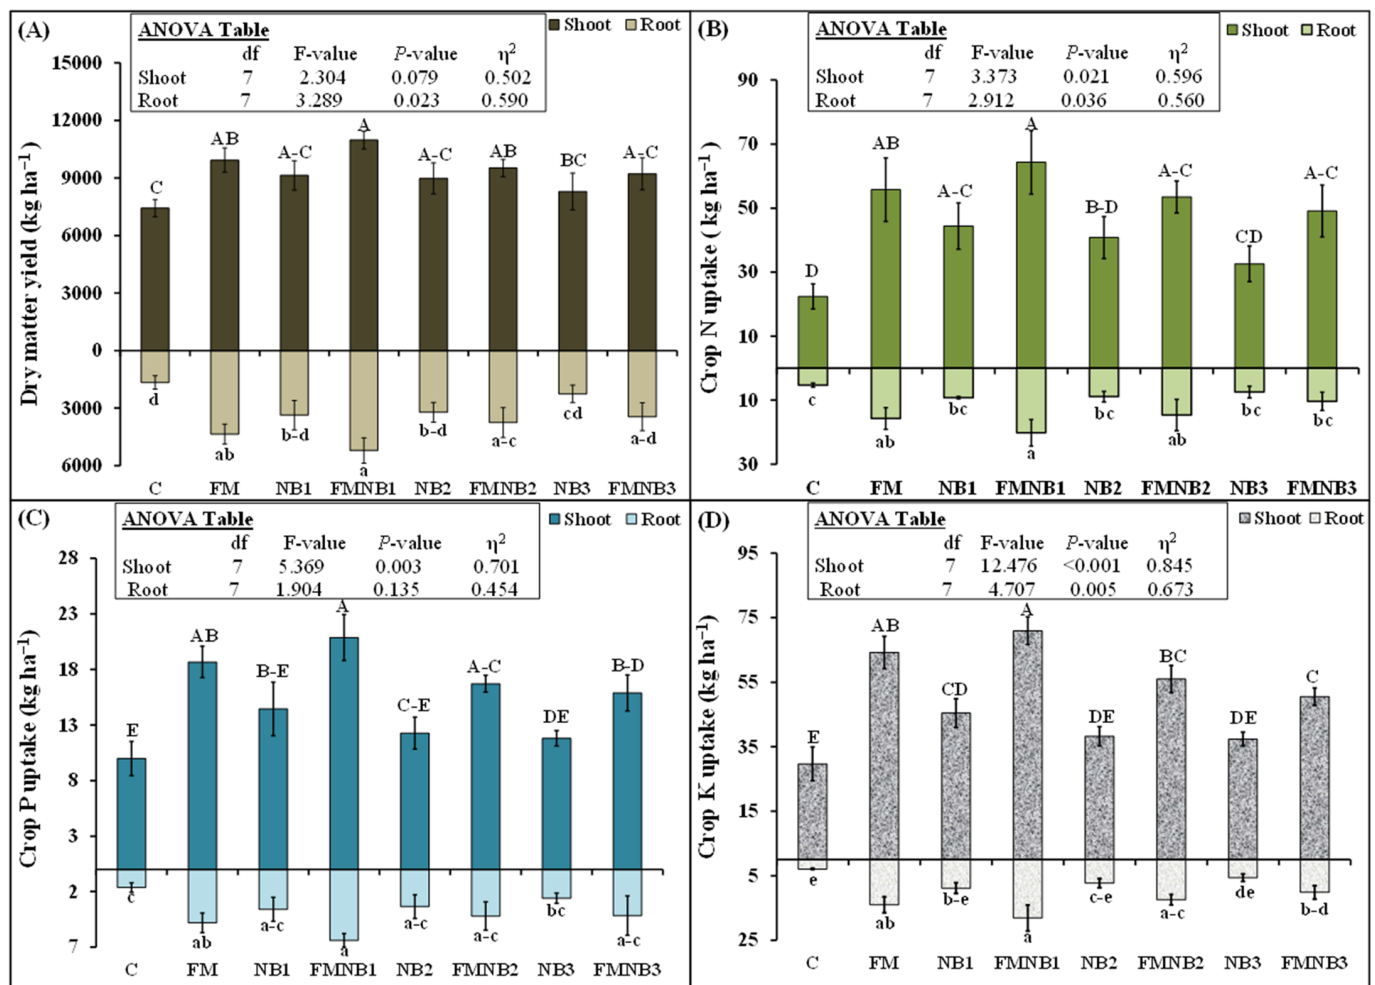 (A)
ANOVA Table
df F-value P-value η²
Shoot 7 2.304 0.079 0.502
Root 7 3.289 0.023 0.590
Shoot Root
Dry matter yield (kg ha⁻¹)
15000
12000
9000
6000
3000
0
3000
6000
C AB A-C A A-C AB BC A-C
d ab b-d a b-d a-c cd a-d
C FM NB1 FMNB1 NB2 FMNB2 NB3 FMNB3
(B)
ANOVA Table
df F-value P-value η²
Shoot 7 3.373 0.021 0.596
Root 7 2.912 0.036 0.560
Shoot Root
Crop N uptake ( kg ha⁻¹ )
90
70
50
30
10
10
30
D AB A-C A B-D A-C CD A-C
c ab bc a bc ab bc bc
C FM NB1 FMNB1 NB2 FMNB2 NB3 FMNB3
(C)
ANOVA Table
df F-value P-value η²
Shoot 7 5.369 0.003 0.701
Root 7 1.904 0.135 0.454
Shoot Root
Crop P uptake (kg ha⁻¹)
28
23
18
13
8
3
2
7
E AB B-E A C-E A-C DE B-D
c ab a-c a a-c a-c bc a-c
C FM NB1 FMNB1 NB2 FMNB2 NB3 FMNB3
(D)
ANOVA Table
df F-value P-value η²
Shoot 7 12.476 <0.001 0.845
Root 7 4.707 0.005 0.673
Shoot Root
Crop K uptake (kg ha⁻¹)
95
75
55
35
15
5
25
E AB CD A DE BC DE C
e ab b-e a c-e a-c de b-d
C FM NB1 FMNB1 NB2 FMNB2 NB3 FMNB3